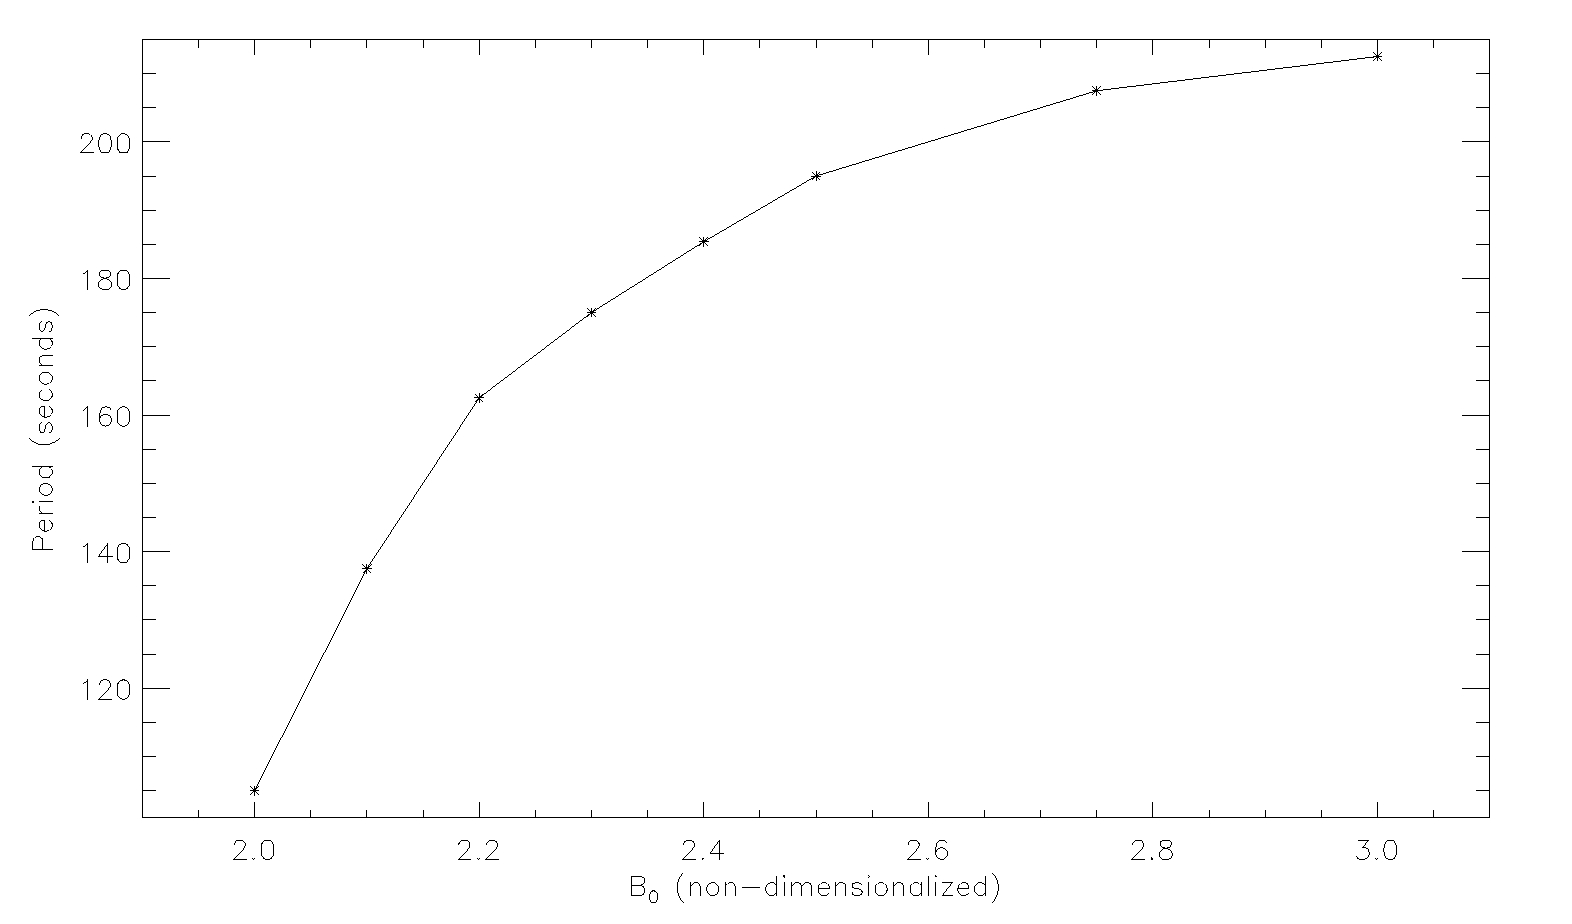 200
180
160
140
120
Period (seconds)
2.0 2.2 2.4 2.6 2.8 3.0
B₀ (non-dimensionalized)